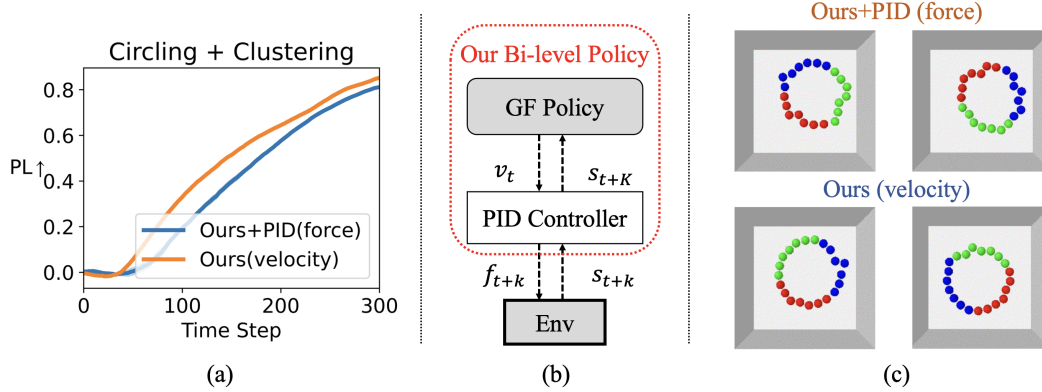 Circling + Clustering
PL↑
0.8
0.6
0.4
0.2
0.0
Ours+PID(force)
Ours(velocity)
0
100
200
300
Time Step
(a)
Our Bi-level Policy
GF Policy
v_t
s_{t+K}
PID Controller
f_{t+k}
s_{t+k}
Env
(b)
Ours+PID (force)
Ours (velocity)
(c)